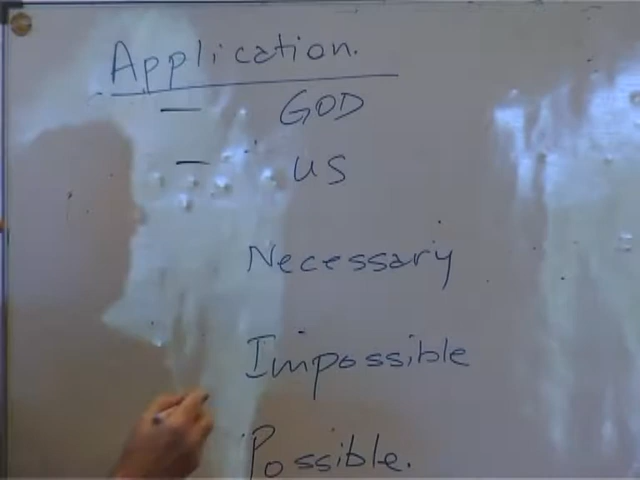 Application.
- GOD
- us
Necessary
Impossible
Possible.